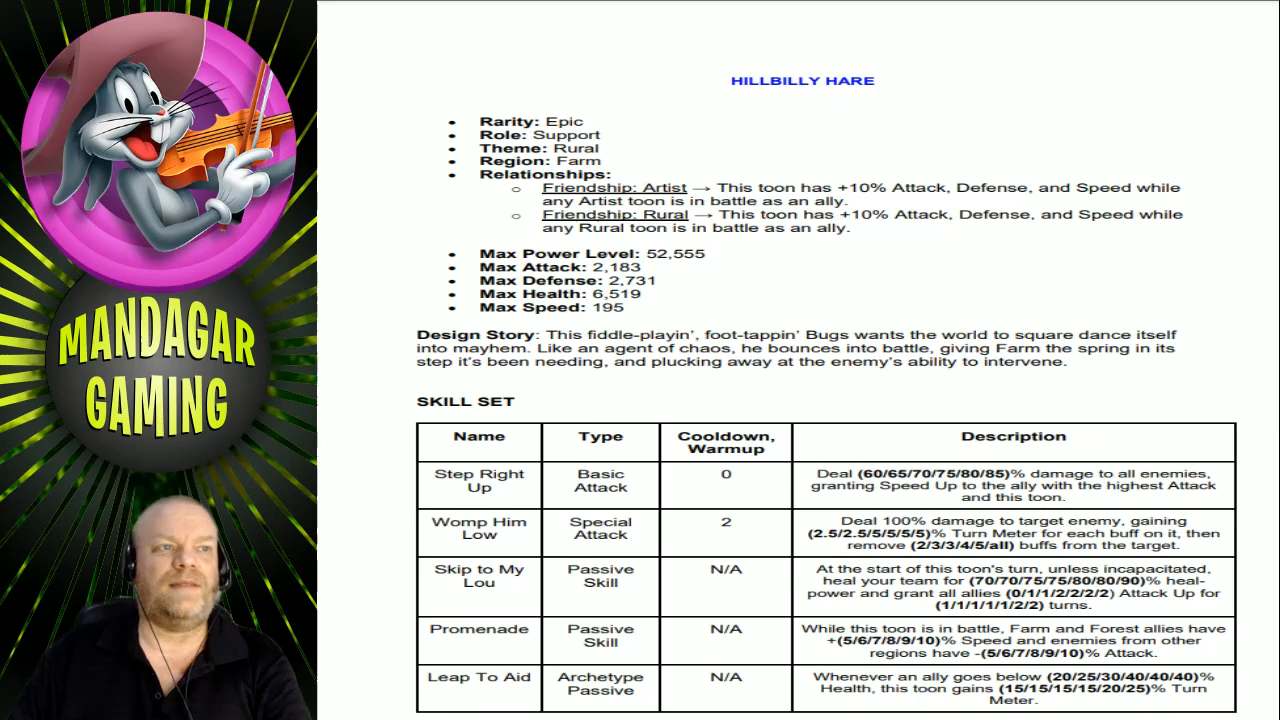 MANDAGAR
GAMING
HILLBILLY HARE
• Rarity: Epic
• Role: Support
• Theme: Rural
• Region: Farm
• Relationships:
o Friendship: Artist → This toon has +10% Attack, Defense, and Speed while
any Artist toon is in battle as an ally.
o Friendship: Rural → This toon has +10% Attack, Defense, and Speed while
any Rural toon is in battle as an ally.
• Max Power Level: 52,555
• Max Attack: 2,183
• Max Defense: 2,731
• Max Health: 6,519
• Max Speed: 195
Design Story: This fiddle-playin’, foot-tappin’ Bugs wants the world to square dance itself
into mayhem. Like an agent of chaos, he bounces into battle, giving Farm the spring in its
step it’s been needing, and plucking away at the enemy’s ability to intervene.
SKILL SET
Name
Type
Cooldown,
Warmup
Description
Step Right
Up
Basic
Attack
0
Deal (60/65/70/75/80/85)% damage to all enemies,
granting Speed Up to the ally with the highest Attack
and this toon.
Womp Him
Low
Special
Attack
2
Deal 100% damage to target enemy, gaining
(2.5/2.5/5/5/5/5)% Turn Meter for each buff on it, then
remove (2/3/3/4/5/all) buffs from the target.
Skip to My
Lou
Passive
Skill
N/A
At the start of this toon's turn, unless incapacitated,
heal your team for (70/70/75/75/80/80/90)% heal-
power and grant all allies (0/1/1/2/2/2/2) Attack Up for
(1/1/1/1/1/2/2) turns.
Promenade
Passive
Skill
N/A
While this toon is in battle, Farm and Forest allies have
+(5/6/7/8/9/10)% Speed and enemies from other
regions have -(5/6/7/8/9/10)% Attack.
Leap To Aid
Archetype
Passive
N/A
Whenever an ally goes below (20/25/30/40/40/40)%
Health, this toon gains (15/15/15/15/20/25)% Turn
Meter.